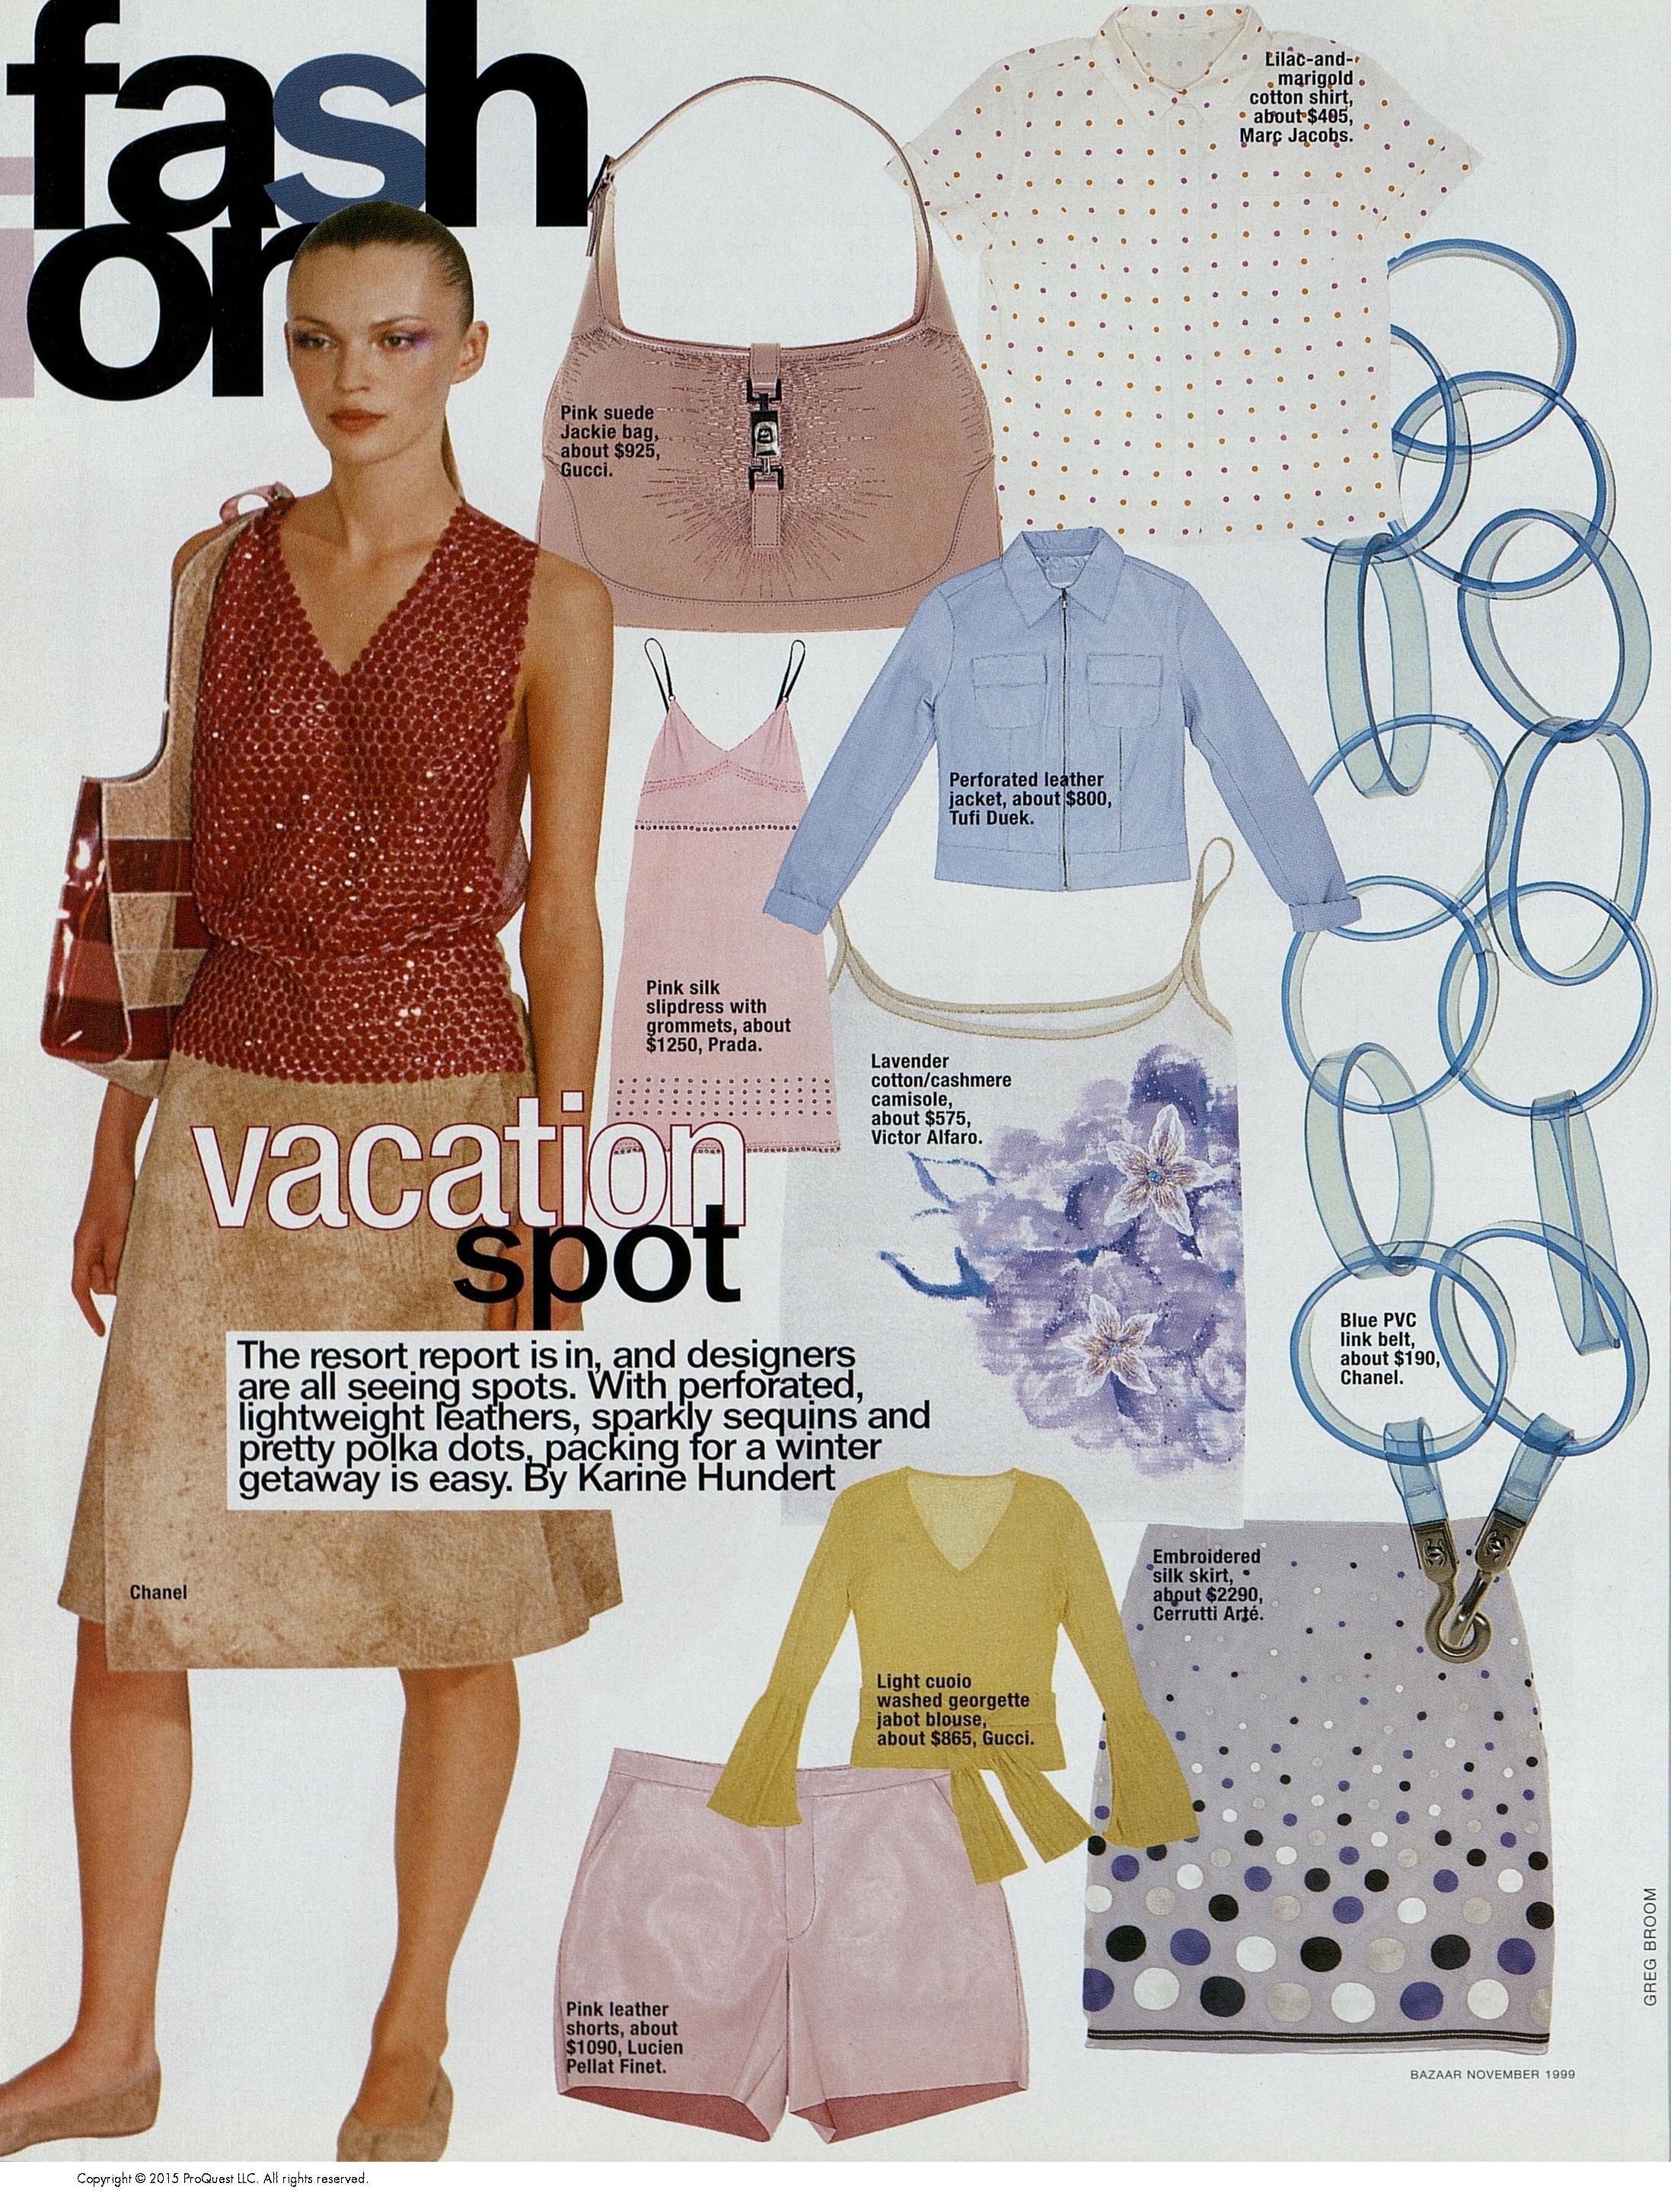 fash
ion
Lilac-and-
marigold
cotton shirt,
about $405,
Marc Jacobs.
Pink suede
Jackie bag,
about $925,
Gucci.
Perforated leather
jacket, about $800,
Tufi Duek.
Pink silk
slipdress with
grommets, about
$1250, Prada.
Lavender
cotton/cashmere
camisole,
about $575,
Victor Alfaro.
vacation
spot
The resort report is in, and designers
are all seeing spots. With perforated,
lightweight leathers, sparkly sequins and
pretty polka dots, packing for a winter
getaway is easy. By Karine Hundert
Blue PVC
link belt,
about $190,
Chanel.
Chanel
Embroidered
silk skirt,
about $2290,
Cerrutti Arté.
Light cuoio
washed georgette
jabot blouse,
about $865, Gucci.
Pink leather
shorts, about
$1090, Lucien
Pellat Finet.
GREG BROOM
BAZAAR NOVEMBER 1999
Copyright © 2015 ProQuest LLC. All rights reserved.